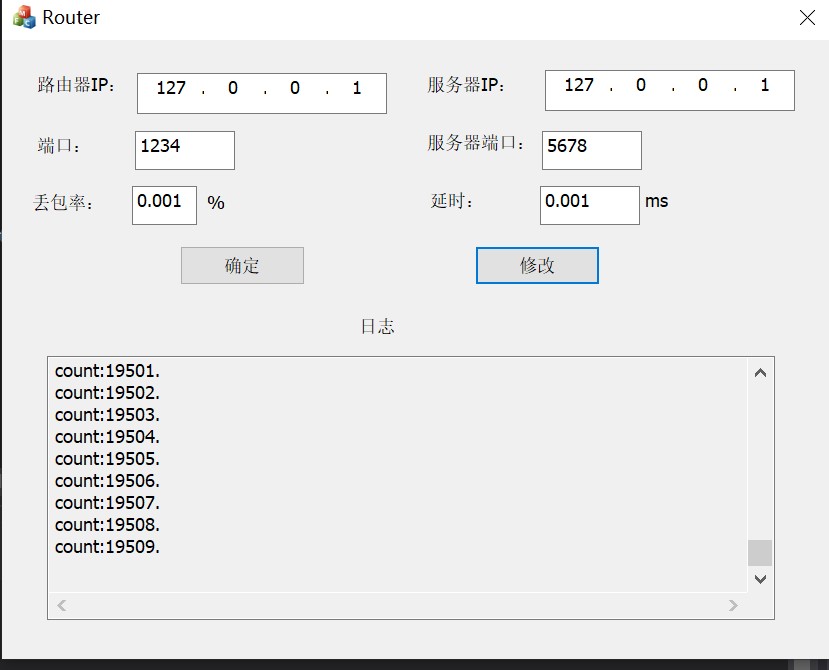 Router
路由器IP： 127 . 0 . 0 . 1 服务器IP： 127 . 0 . 0 . 1
端口： 1234 服务器端口： 5678
丢包率： 0.001 % 延时： 0.001 ms
确定 修改
日志
count:19501.
count:19502.
count:19503.
count:19504.
count:19505.
count:19506.
count:19507.
count:19508.
count:19509.